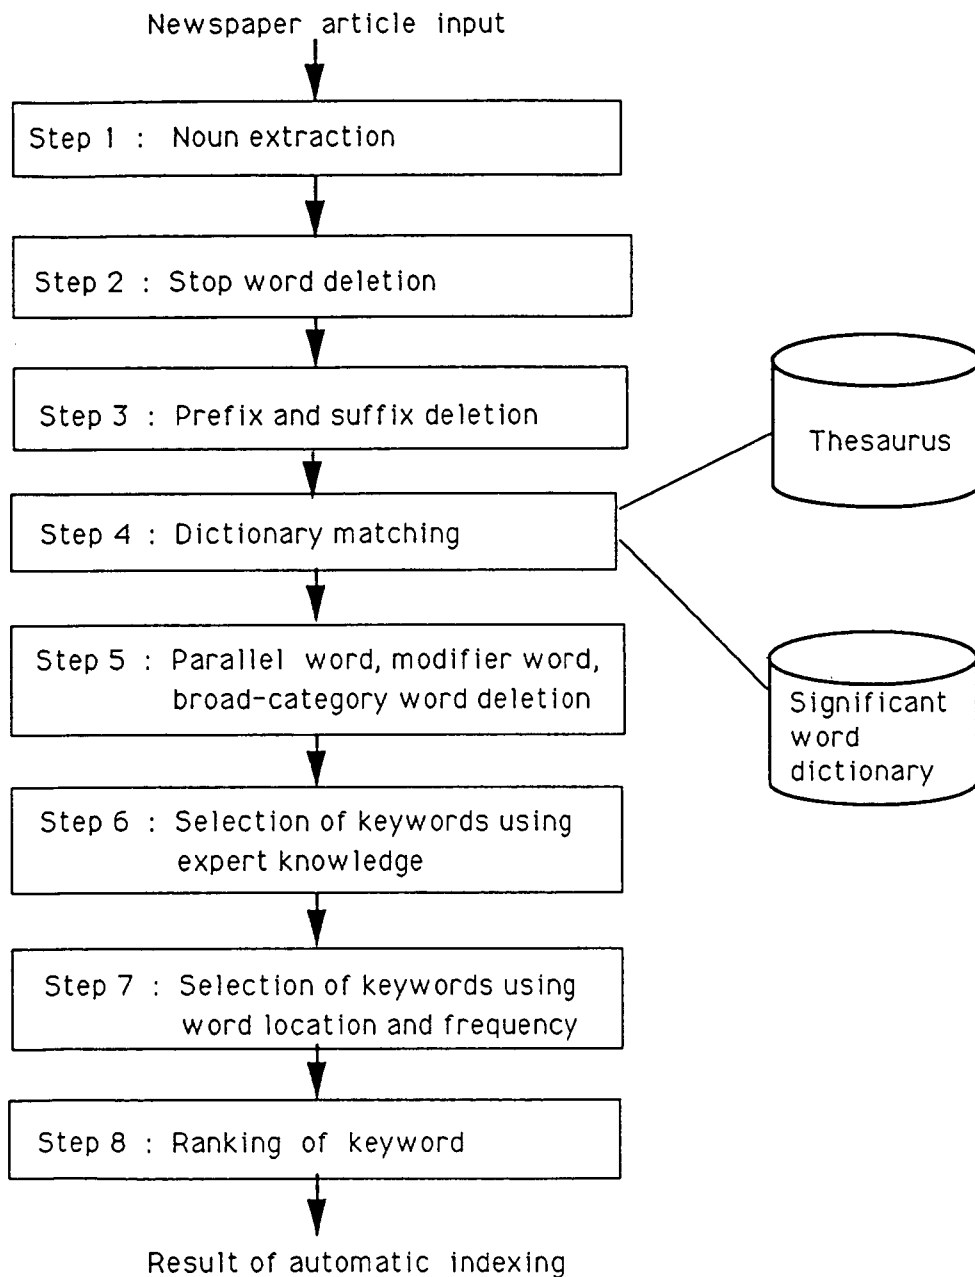 Newspaper article input
Step 1 : Noun extraction
Step 2 : Stop word deletion
Step 3 : Prefix and suffix deletion
Thesaurus
Step 4 : Dictionary matching
Step 5 : Parallel word, modifier word,
broad-category word deletion
Significant
word
dictionary
Step 6 : Selection of keywords using
expert knowledge
Step 7 : Selection of keywords using
word location and frequency
Step 8 : Ranking of keyword
Result of automatic indexing